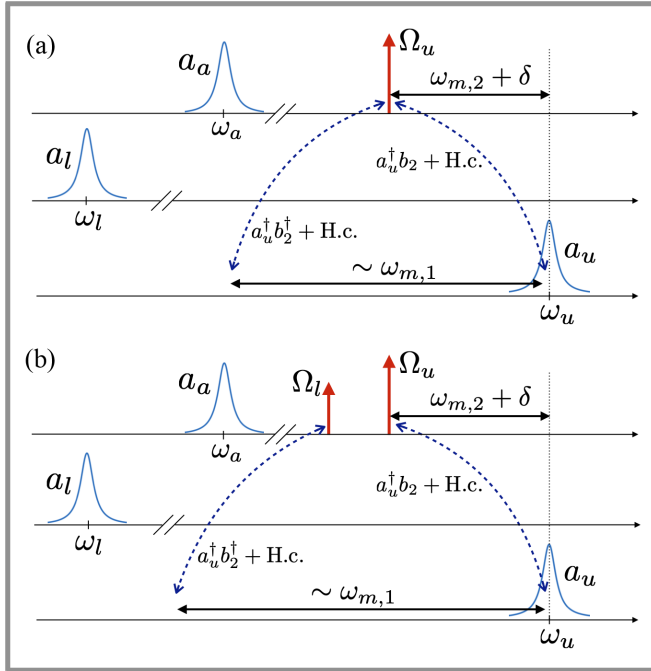 (a)
a_a
Ω_u
ω_{m,2} + δ
ω_a
a_l
a_u^† b_2 + H.c.
ω_l
a_u^† b_2^† + H.c.
a_u
∼ ω_{m,1}
ω_u
(b)
a_a
Ω_l
Ω_u
ω_{m,2} + δ
ω_a
a_l
a_u^† b_2 + H.c.
ω_l
a_u^† b_2^† + H.c.
a_u
∼ ω_{m,1}
ω_u